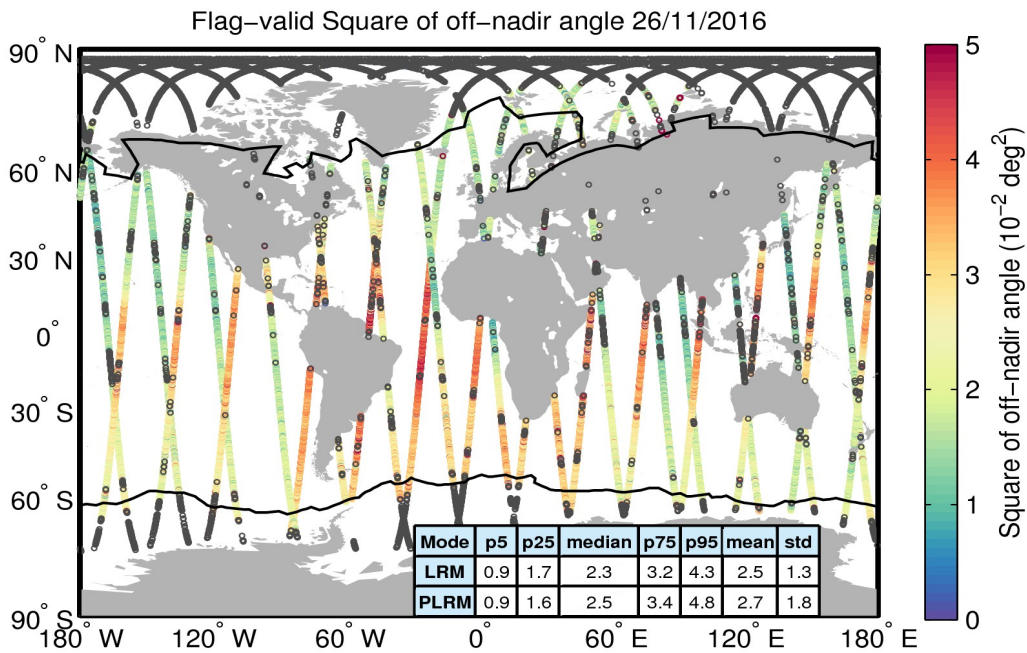 Flag-valid Square of off-nadir angle 26/11/2016
90° N
60° N
30° N
0°
30° S
60° S
90° S
180° W
120° W
60° W
0°
60° E
120° E
180° E
Mode p5 p25 median p75 p95 mean std
LRM 0.9 1.7 2.3 3.2 4.3 2.5 1.3
PLRM 0.9 1.6 2.5 3.4 4.8 2.7 1.8
5
4
3
2
1
0
Square of off-nadir angle (10⁻² deg²)